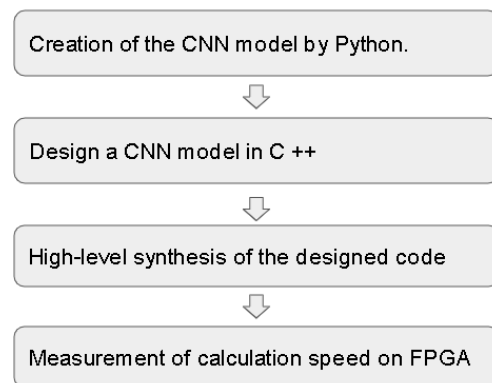 Creation of the CNN model by Python.
Design a CNN model in C ++
High-level synthesis of the designed code
Measurement of calculation speed on FPGA